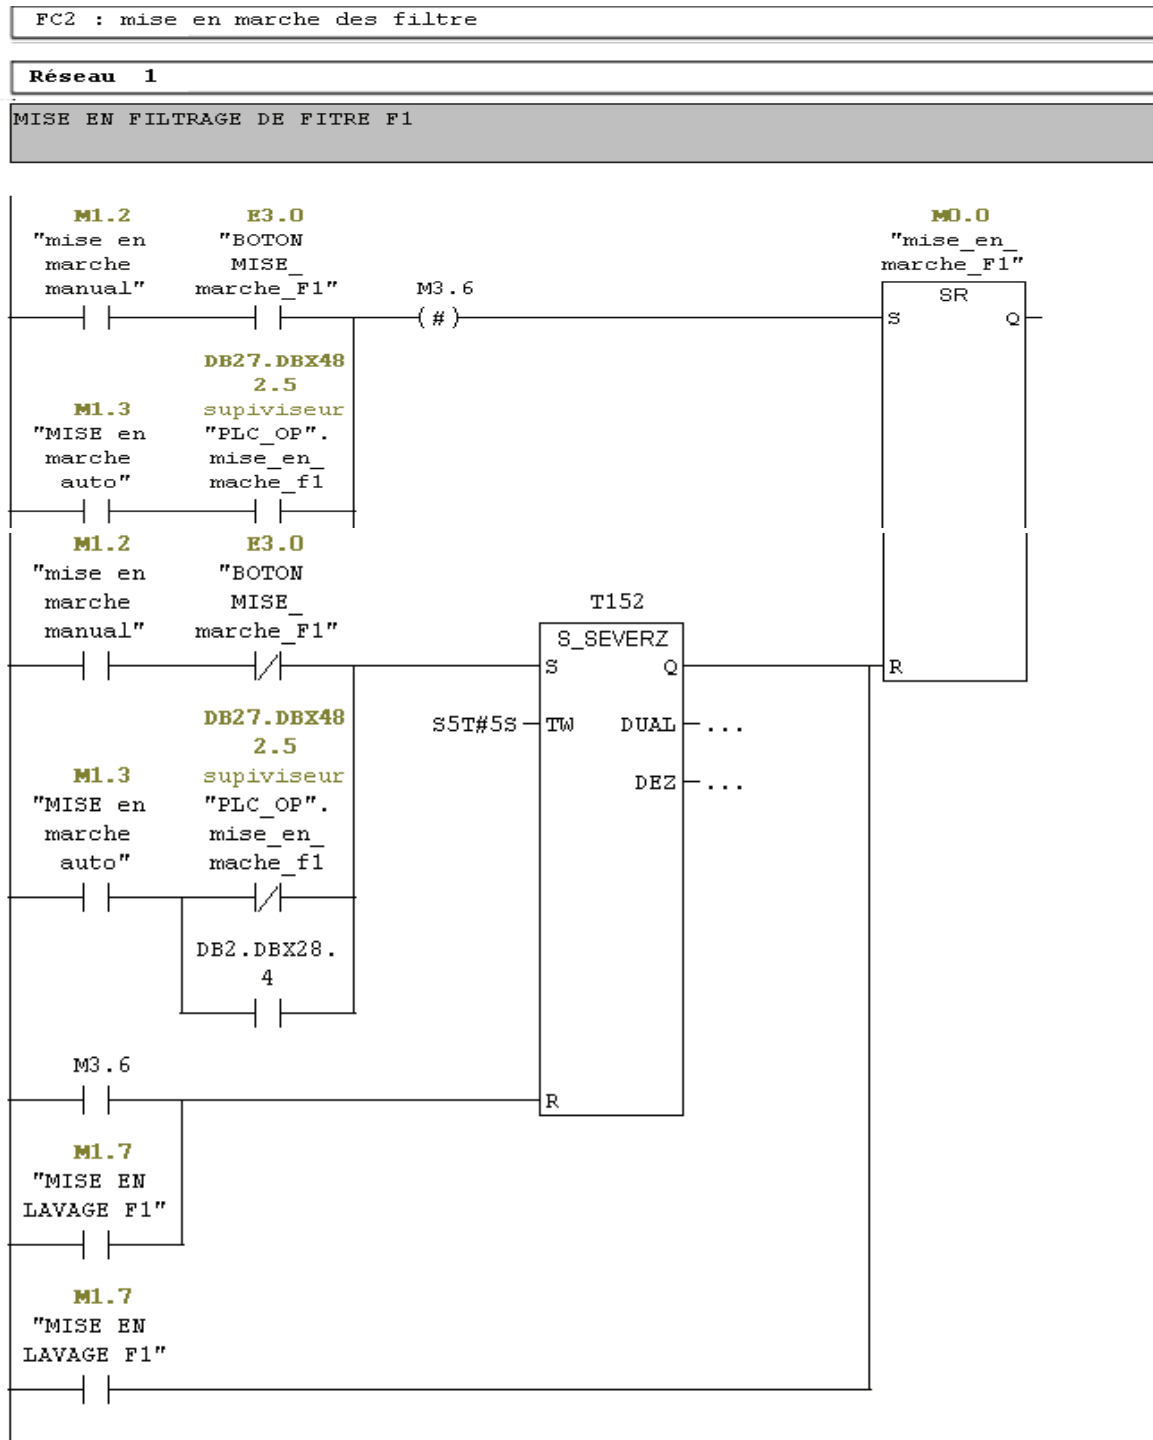 FC2 : mise en marche des filtre
Réseau 1
MISE EN FILTRAGE DE FITRE F1
M1.2
"mise en
marche
manual"
E3.0
"BOTON
MISE_
marche_F1"
M3.6
(#)
M0.0
"mise_en_
marche_F1"
SR
S
Q
M1.3
"MISE en
marche
auto"
DB27.DBX48
2.5
supiviseur
"PLC_OP".
mise_en_
mache_f1
M1.2
"mise en
marche
manual"
E3.0
"BOTON
MISE_
marche_F1"
T152
S_SEVERZ
S
Q
R
S5T#5S
TW
DUAL
...
DEZ
...
M1.3
"MISE en
marche
auto"
DB27.DBX48
2.5
supiviseur
"PLC_OP".
mise_en_
mache_f1
DB2.DBX28.
4
M3.6
R
M1.7
"MISE EN
LAVAGE F1"
M1.7
"MISE EN
LAVAGE F1"